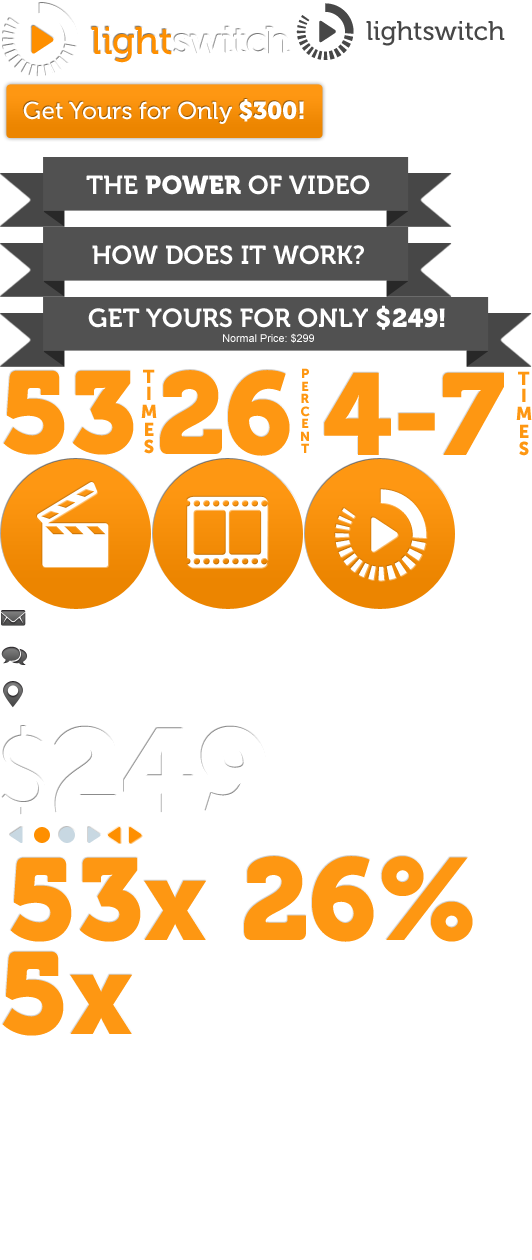 lightswitch lightswitch
Get Yours for Only $300!
THE POWER OF VIDEO
HOW DOES IT WORK?
GET YOURS FOR ONLY $249!
Normal Price: $299
53 TIMES 26 PERCENT 4-7 TIMES
$249
53x 26%
5x